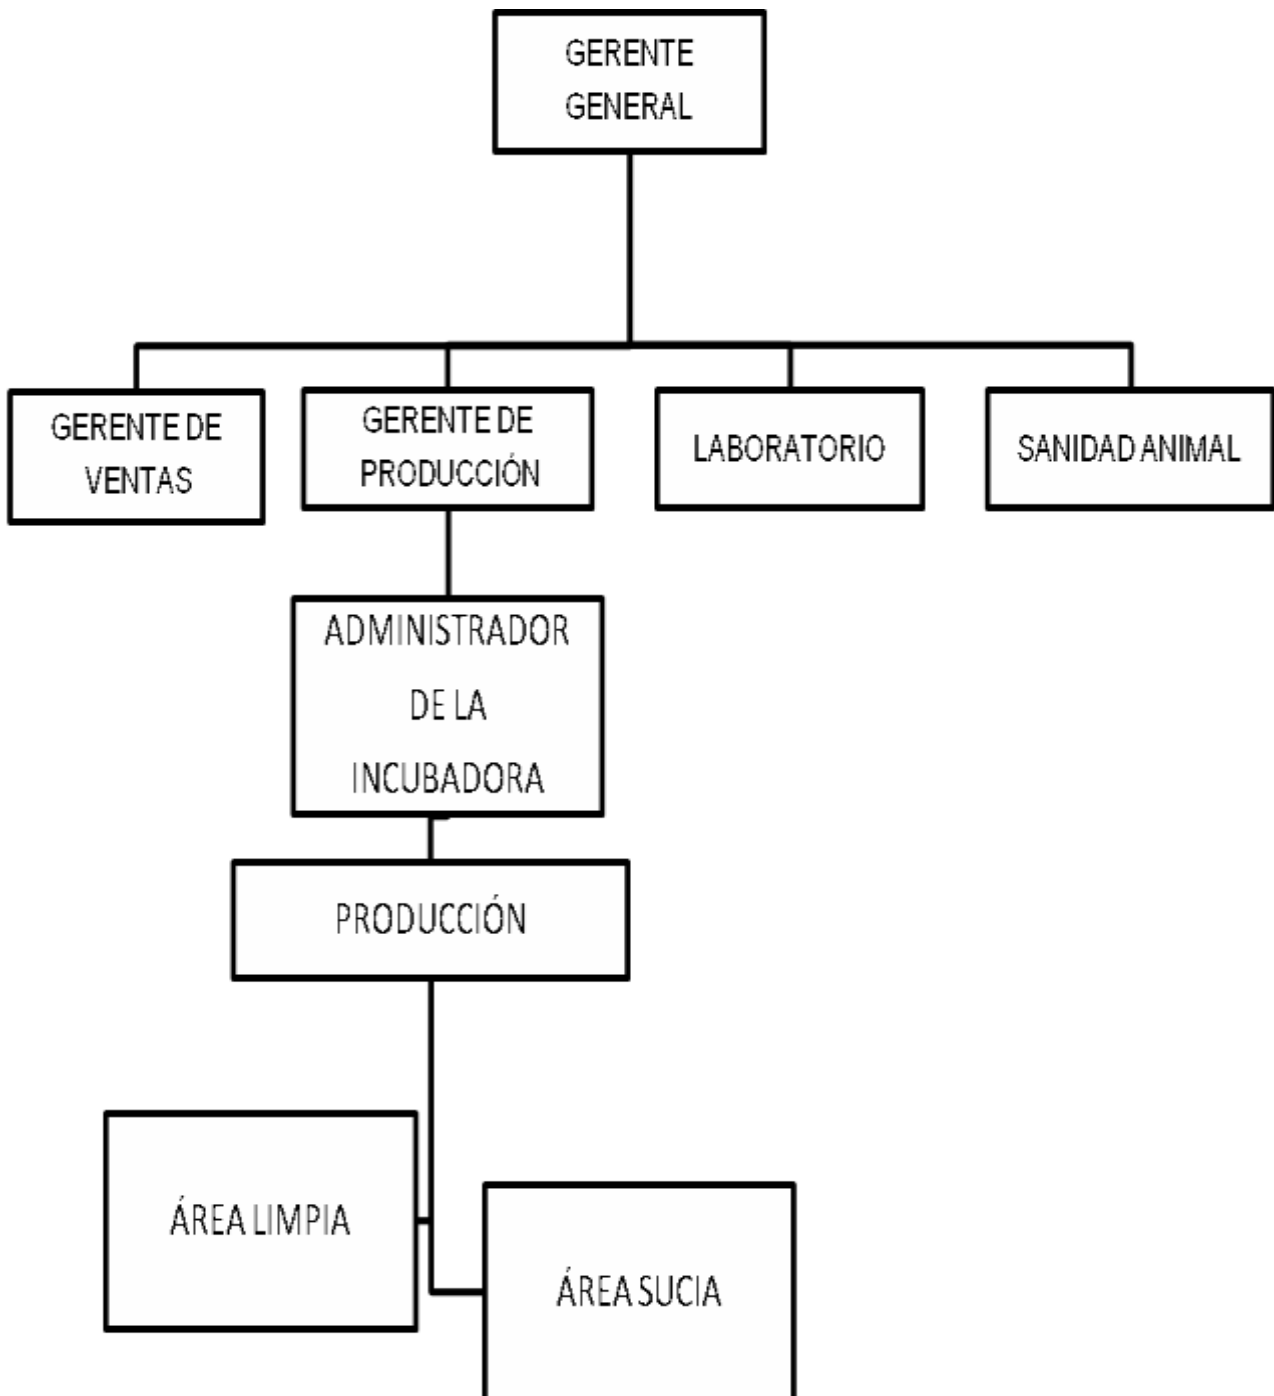 GERENTE
GENERAL
GERENTE DE
VENTAS
GERENTE DE
PRODUCCIÓN
LABORATORIO
SANIDAD ANIMAL
ADMINISTRADOR
DE LA
INCUBADORA
PRODUCCIÓN
ÁREA LIMPIA
ÁREA SUCIA